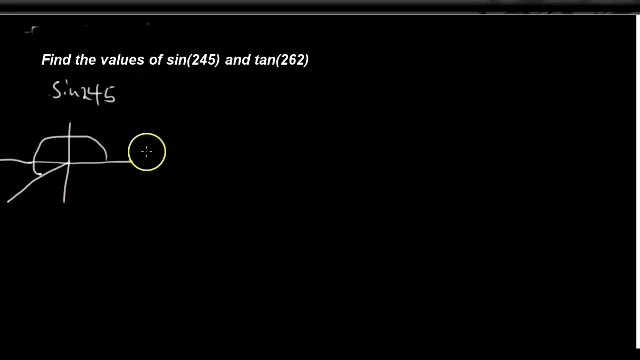 Find the values of sin(245) and tan(262)
Sin245